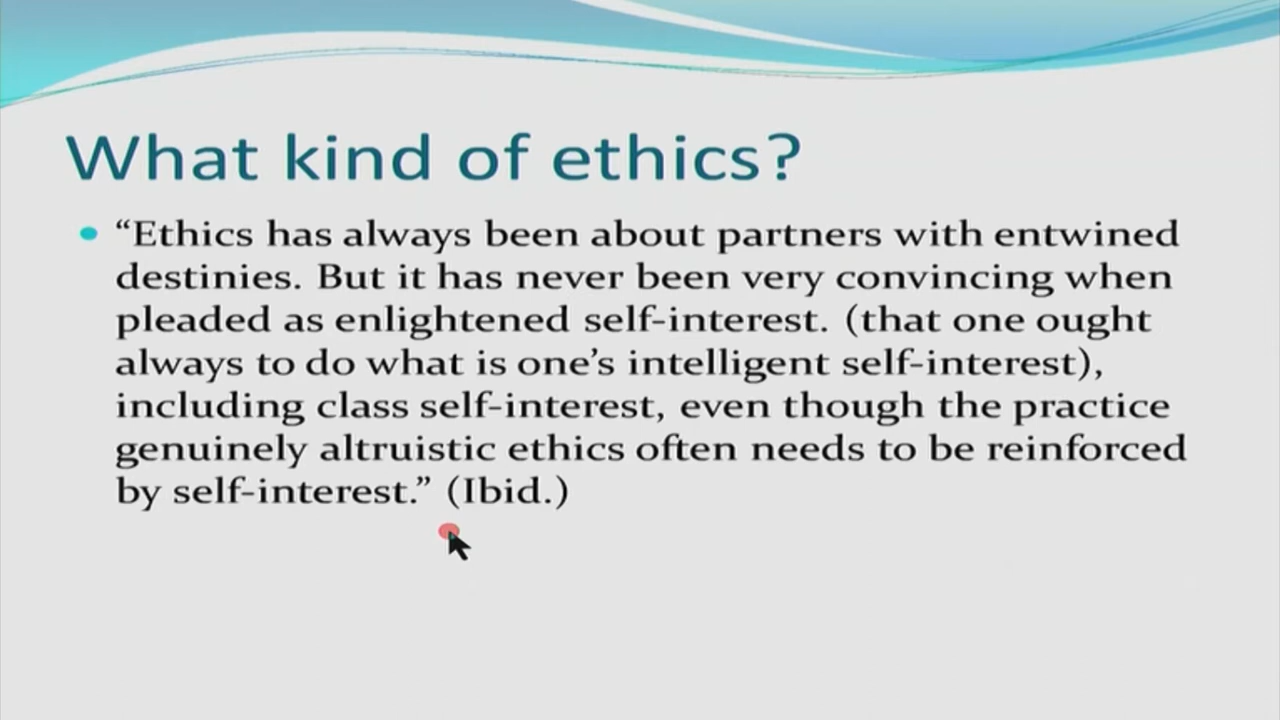 What kind of ethics?
“Ethics has always been about partners with entwined
destinies. But it has never been very convincing when
pleaded as enlightened self-interest. (that one ought
always to do what is one’s intelligent self-interest),
including class self-interest, even though the practice
genuinely altruistic ethics often needs to be reinforced
by self-interest.” (Ibid.)